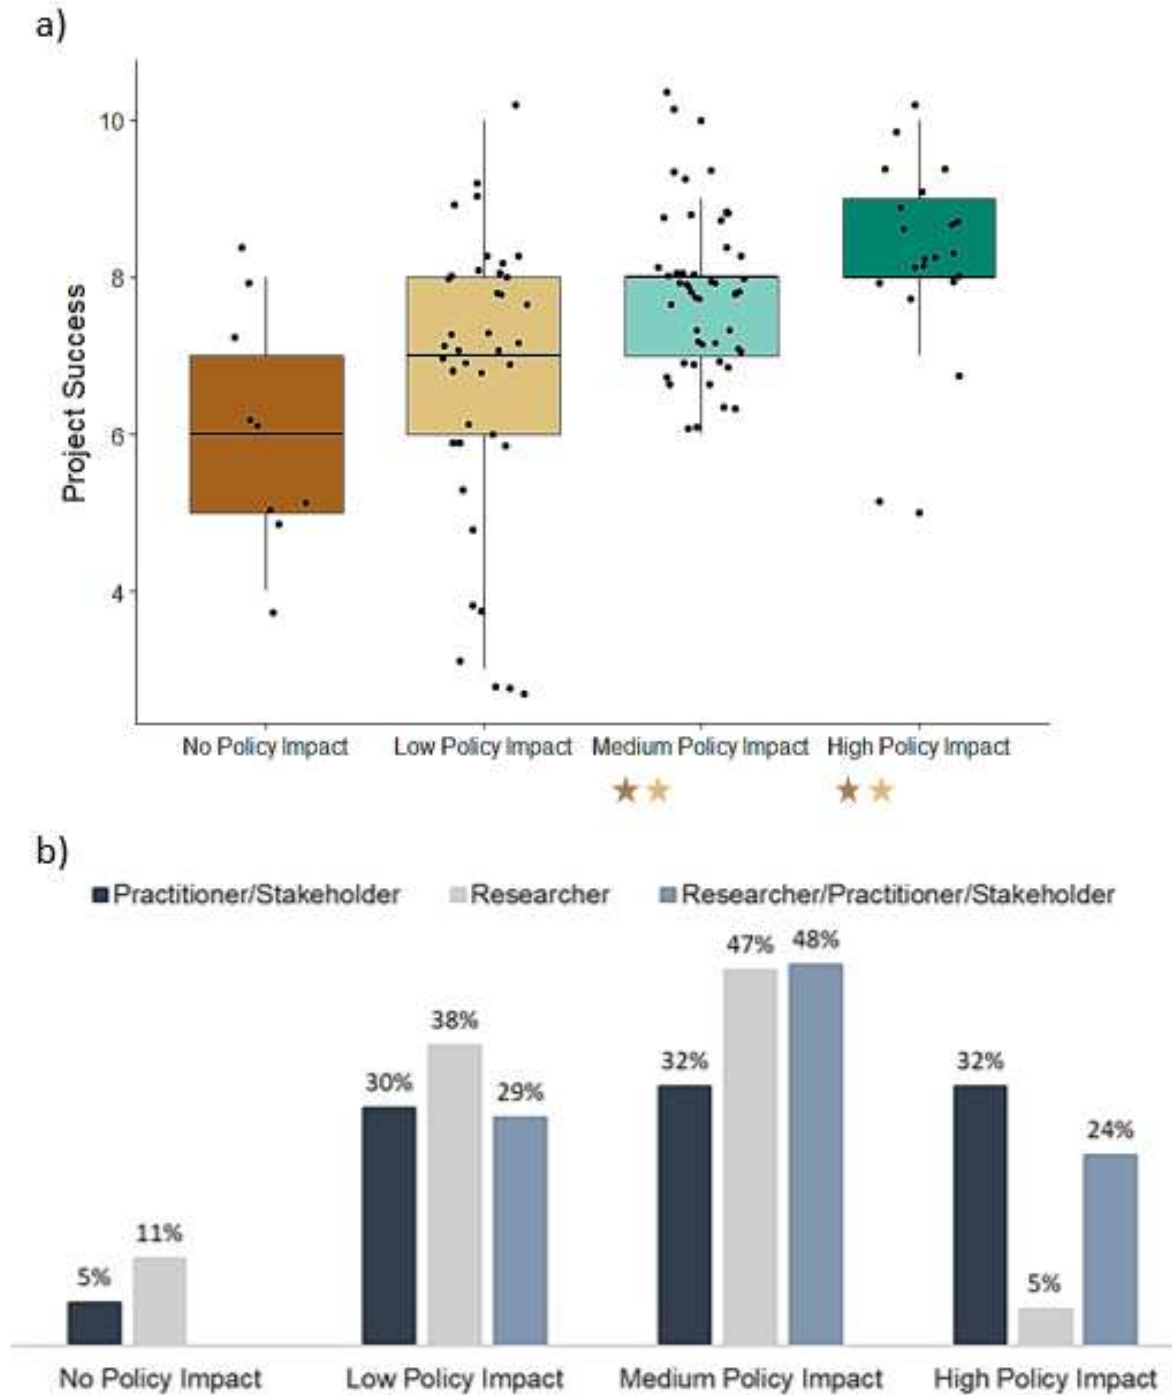 a)
Project Success
10
8
6
4
No Policy Impact Low Policy Impact Medium Policy Impact High Policy Impact
b)
Practitioner/Stakeholder Researcher Researcher/Practitioner/Stakeholder
5% 11%
30% 38% 29%
32% 47% 48%
32% 5% 24%
No Policy Impact Low Policy Impact Medium Policy Impact High Policy Impact